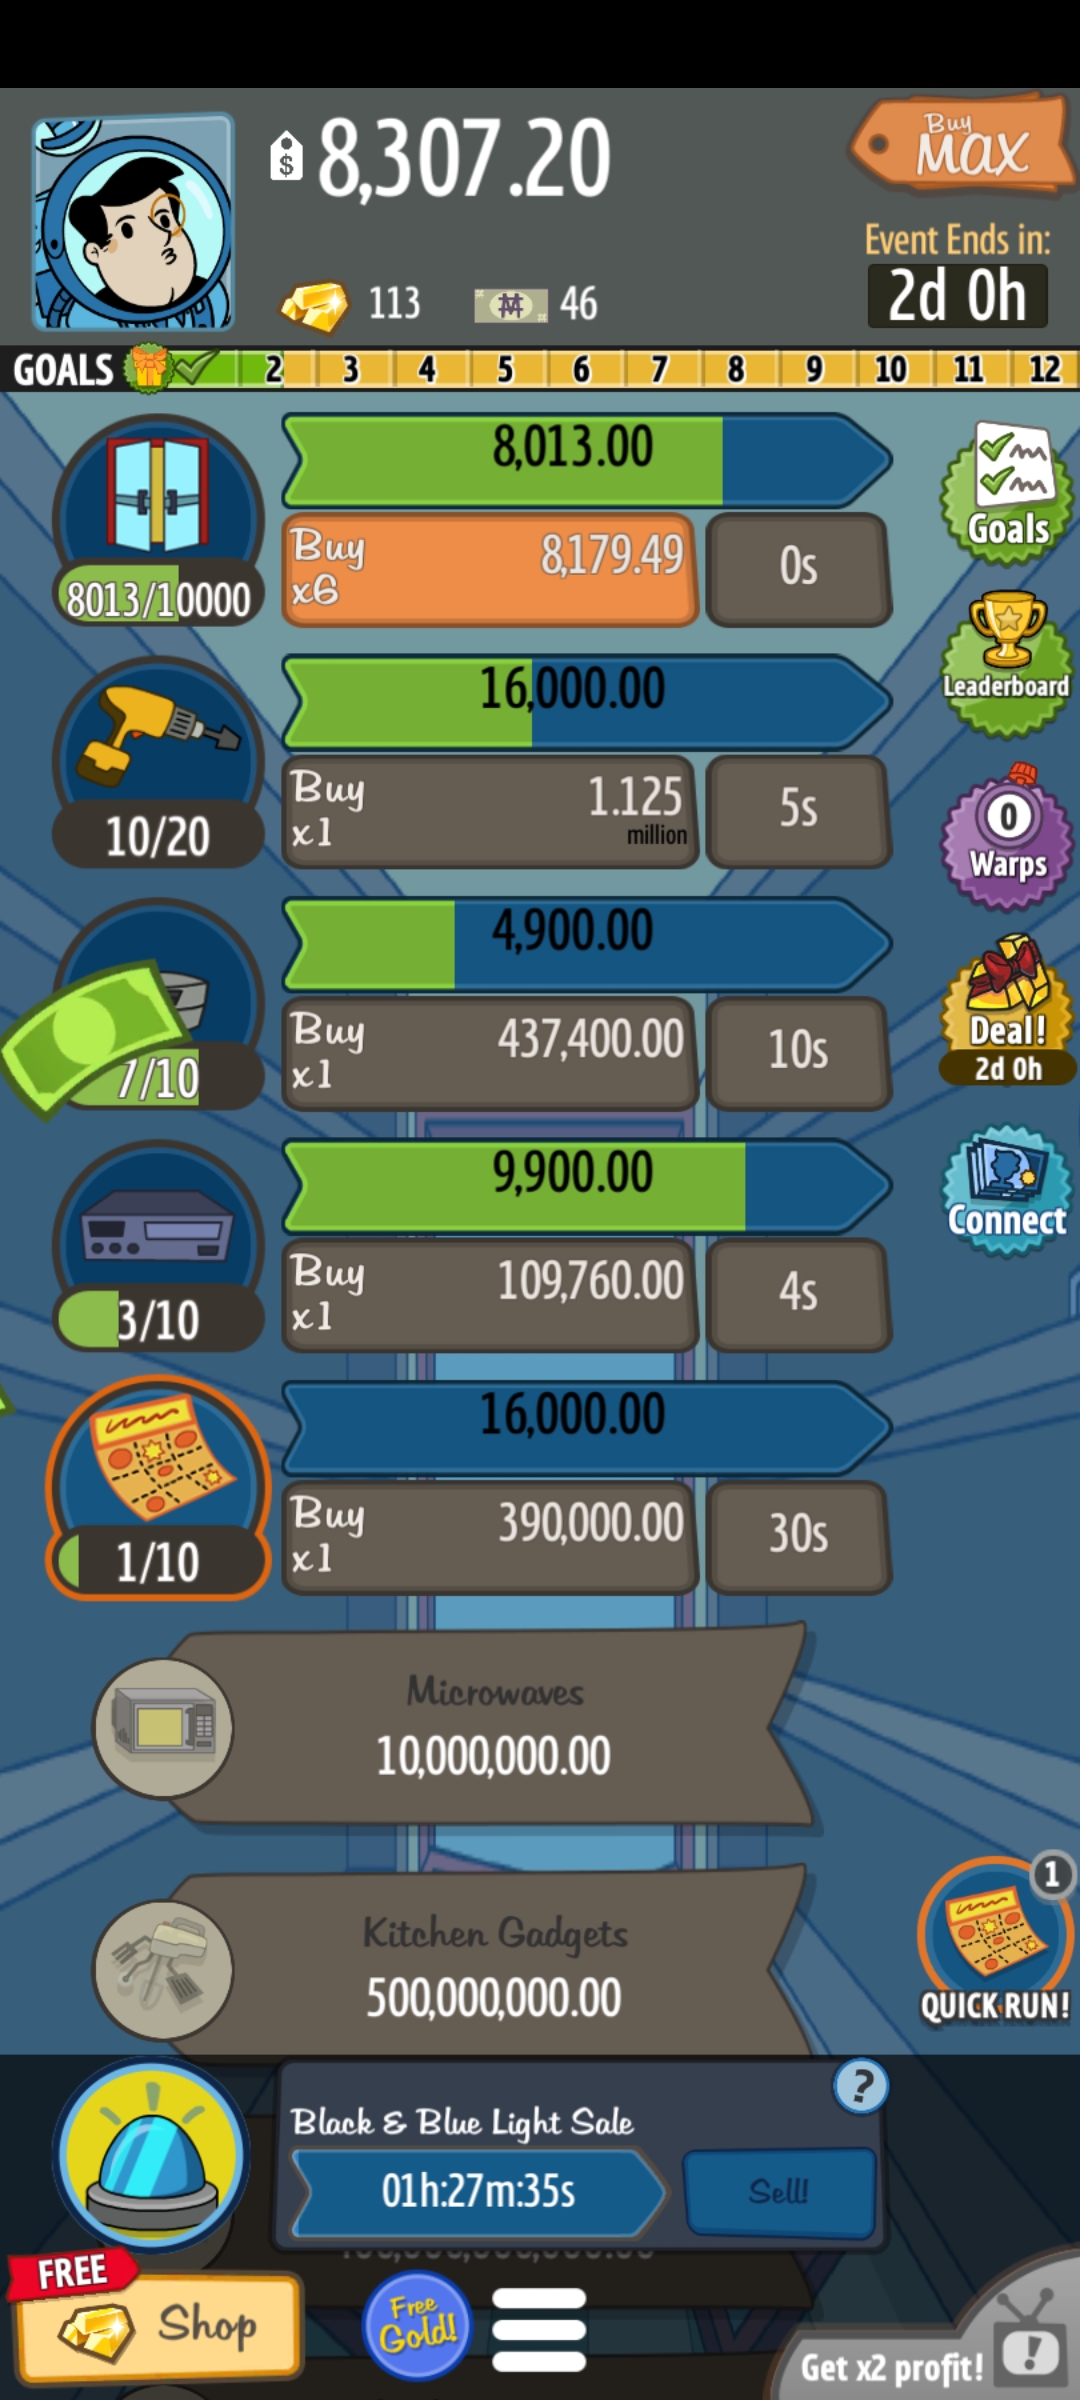 $ 8,307.20
Buy
MAX
113
46
Event Ends in:
2d 0h
GOALS 2 3 4 5 6 7 8 9 10 11 12
8,013.00
Buy
x6
8,179.49
0s
8013/10000
Goals
16,000.00
Buy
x1
1.125
million
5s
10/20
Leaderboard
0
Warps
4,900.00
Buy
x1
437,400.00
10s
7/10
Deal!
2d 0h
9,900.00
Buy
x1
109,760.00
4s
3/10
Connect
16,000.00
Buy
x1
390,000.00
30s
1/10
Microwaves
10,000,000.00
Kitchen Gadgets
500,000,000.00
1
QUICK RUN!
?
Black & Blue Light Sale
01h:27m:35s
Sell!
FREE
Shop
Free
Gold!
Get x2 profit!
!